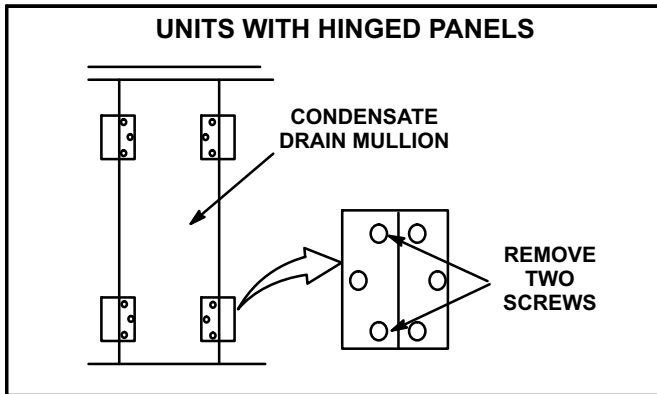 UNITS WITH HINGED PANELS
CONDENSATE
DRAIN MULLION
REMOVE
TWO
SCREWS